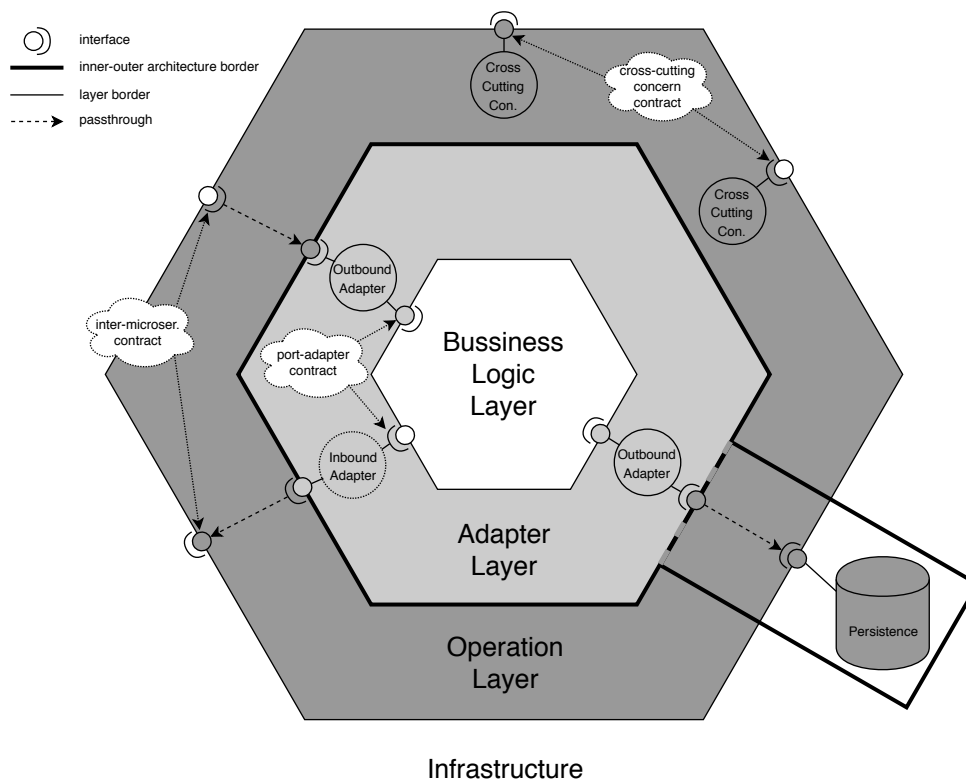 interface
inner-outer architecture border
layer border
passthrough
Cross
Cutting
Con.
cross-cutting
concern
contract
Cross
Cutting
Con.
Outbound
Adapter
inter-microser.
contract
port-adapter
contract
Bussiness
Logic
Layer
Inbound
Adapter
Outbound
Adapter
Adapter
Layer
Persistence
Operation
Layer
Infrastructure